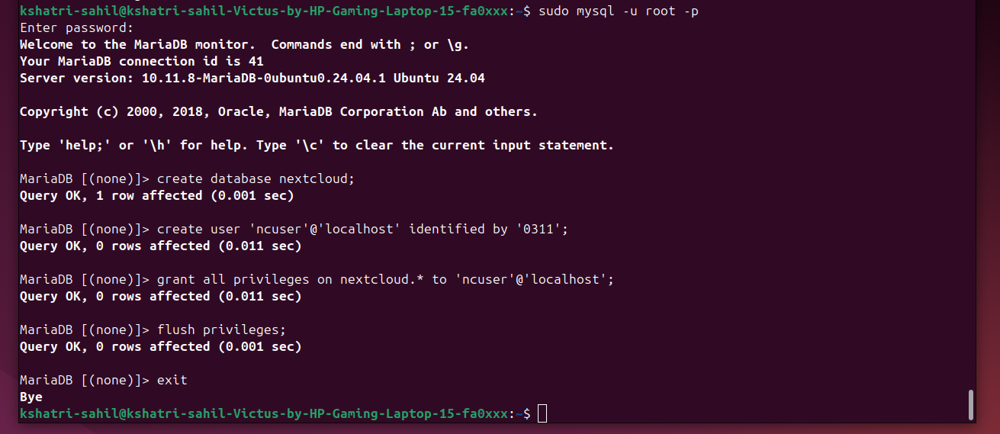 kshatri-sahil@kshatri-sahil-Victus-by-HP-Gaming-Laptop-15-fa0xxx:~$ sudo mysql -u root -p
Enter password:
Welcome to the MariaDB monitor.  Commands end with ; or \g.
Your MariaDB connection id is 41
Server version: 10.11.8-MariaDB-0ubuntu0.24.04.1 Ubuntu 24.04

Copyright (c) 2000, 2018, Oracle, MariaDB Corporation Ab and others.

Type 'help;' or '\h' for help. Type '\c' to clear the current input statement.

MariaDB [(none)]> create database nextcloud;
Query OK, 1 row affected (0.001 sec)

MariaDB [(none)]> create user 'ncuser'@'localhost' identified by '0311';
Query OK, 0 rows affected (0.011 sec)

MariaDB [(none)]> grant all privileges on nextcloud.* to 'ncuser'@'localhost';
Query OK, 0 rows affected (0.011 sec)

MariaDB [(none)]> flush privileges;
Query OK, 0 rows affected (0.001 sec)

MariaDB [(none)]> exit
Bye
kshatri-sahil@kshatri-sahil-Victus-by-HP-Gaming-Laptop-15-fa0xxx:~$